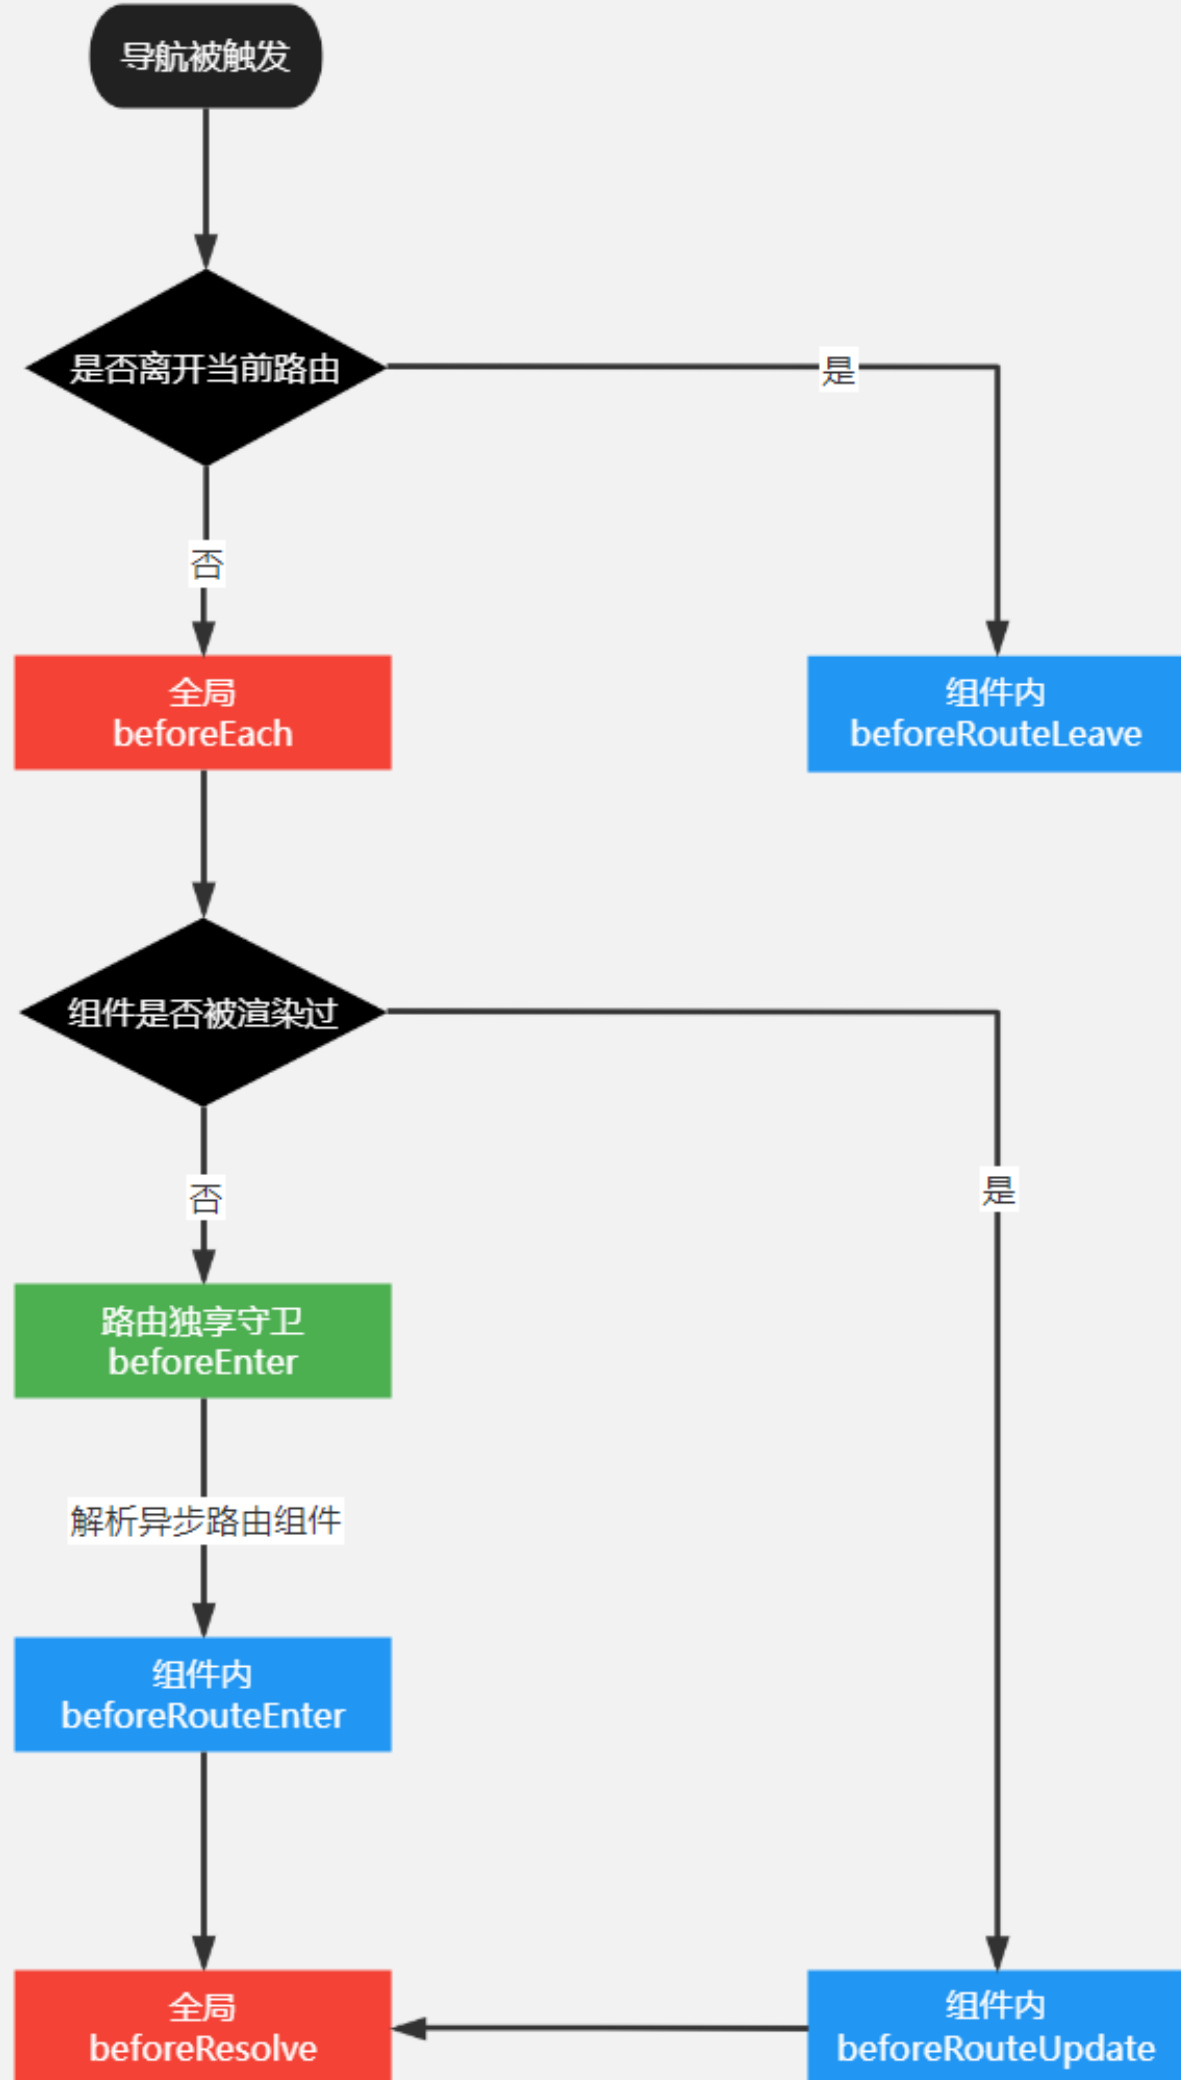 导航被触发
是否离开当前路由
是
否
全局
beforeEach
组件内
beforeRouteLeave
组件是否被渲染过
否
是
路由独享守卫
beforeEnter
解析异步路由组件
组件内
beforeRouteEnter
全局
beforeResolve
组件内
beforeRouteUpdate